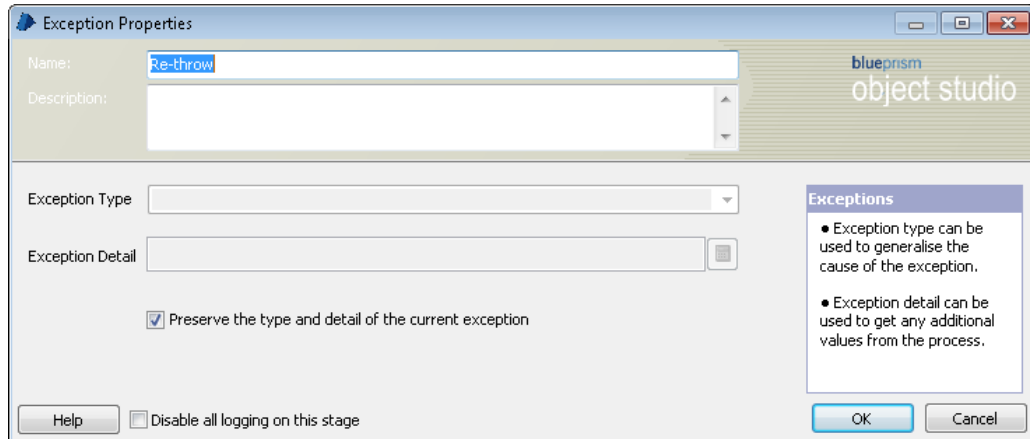 Exception Properties
Name:
Re-throw
Description:
blueprism
object studio
Exception Type
Exception Detail
Preserve the type and detail of the current exception
Exceptions
● Exception type can be
used to generalise the
cause of the exception.
● Exception detail can be
used to get any additional
values from the process.
Help
Disable all logging on this stage
OK
Cancel